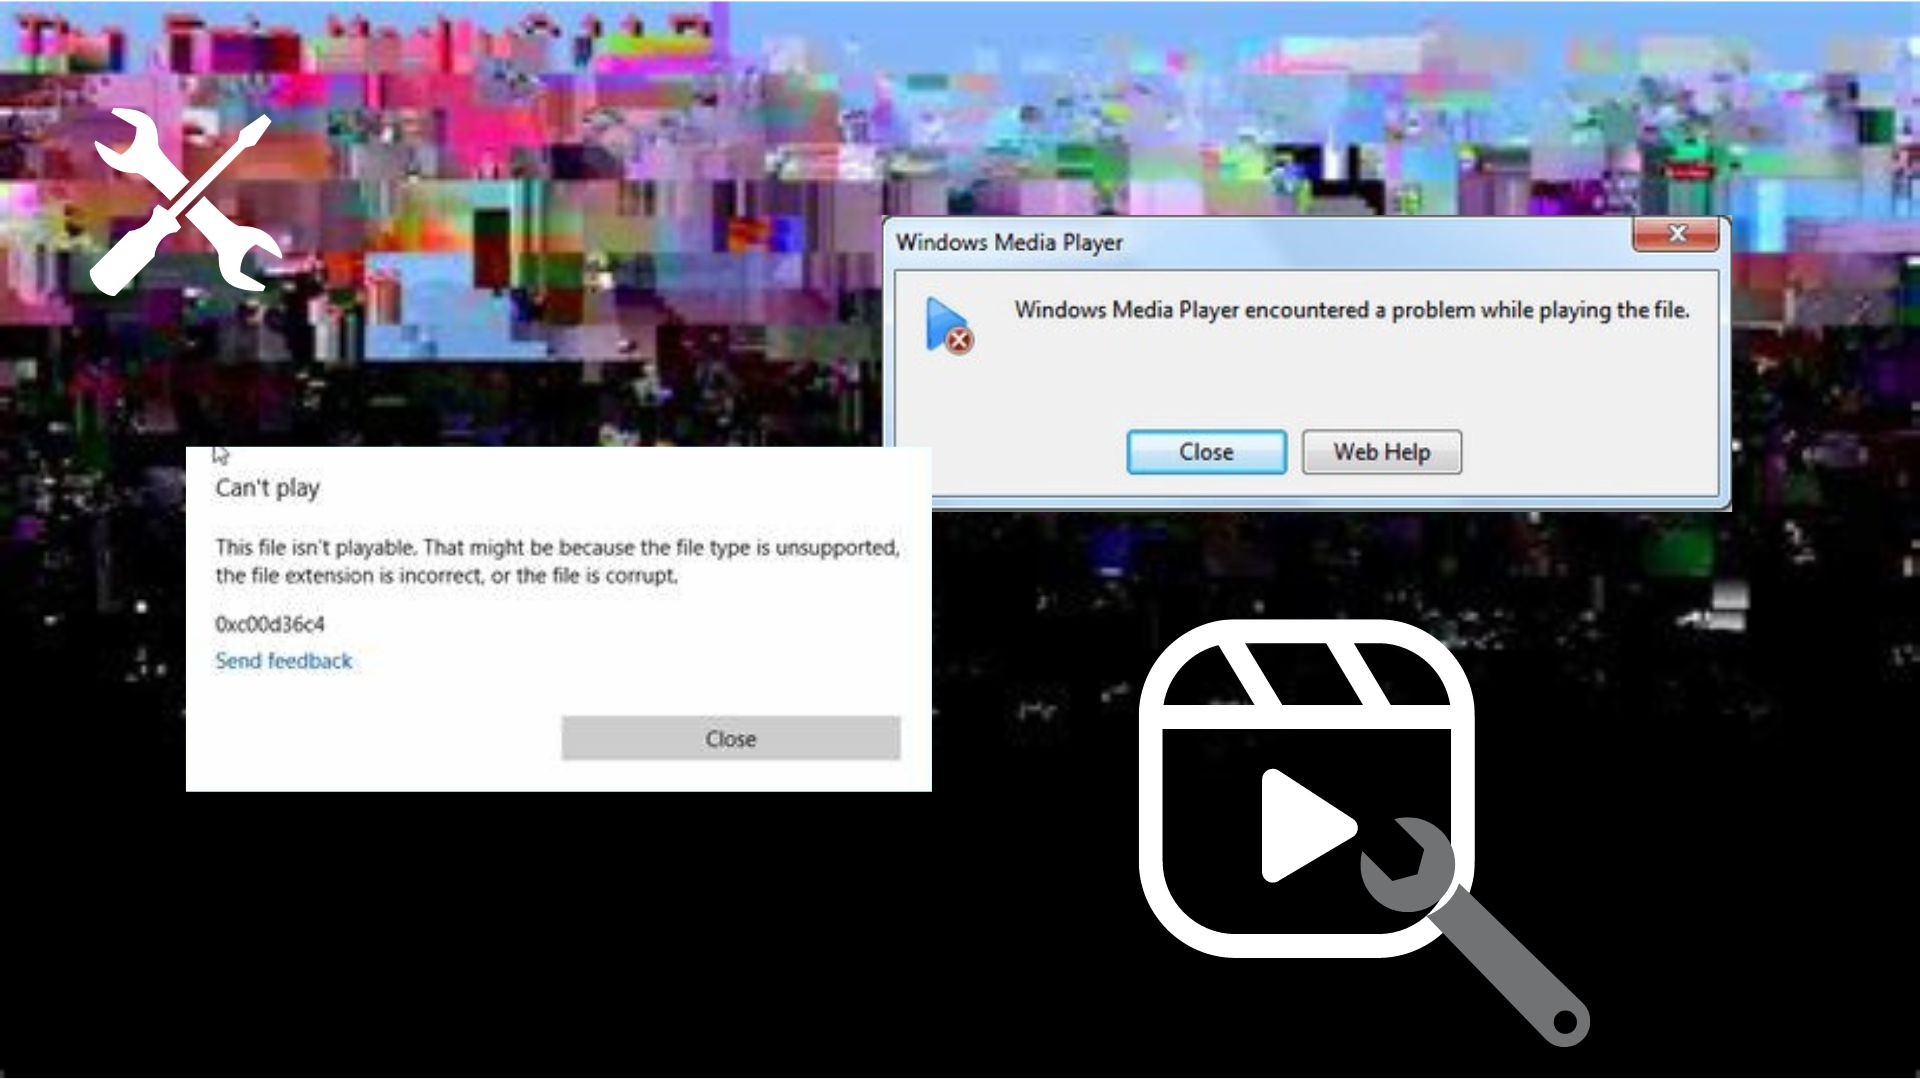 Windows Media Player
Windows Media Player encountered a problem while playing the file.
Close
Web Help
Can't play
This file isn't playable. That might be because the file type is unsupported,
the file extension is incorrect, or the file is corrupt.
0xc00d36c4
Send feedback
Close